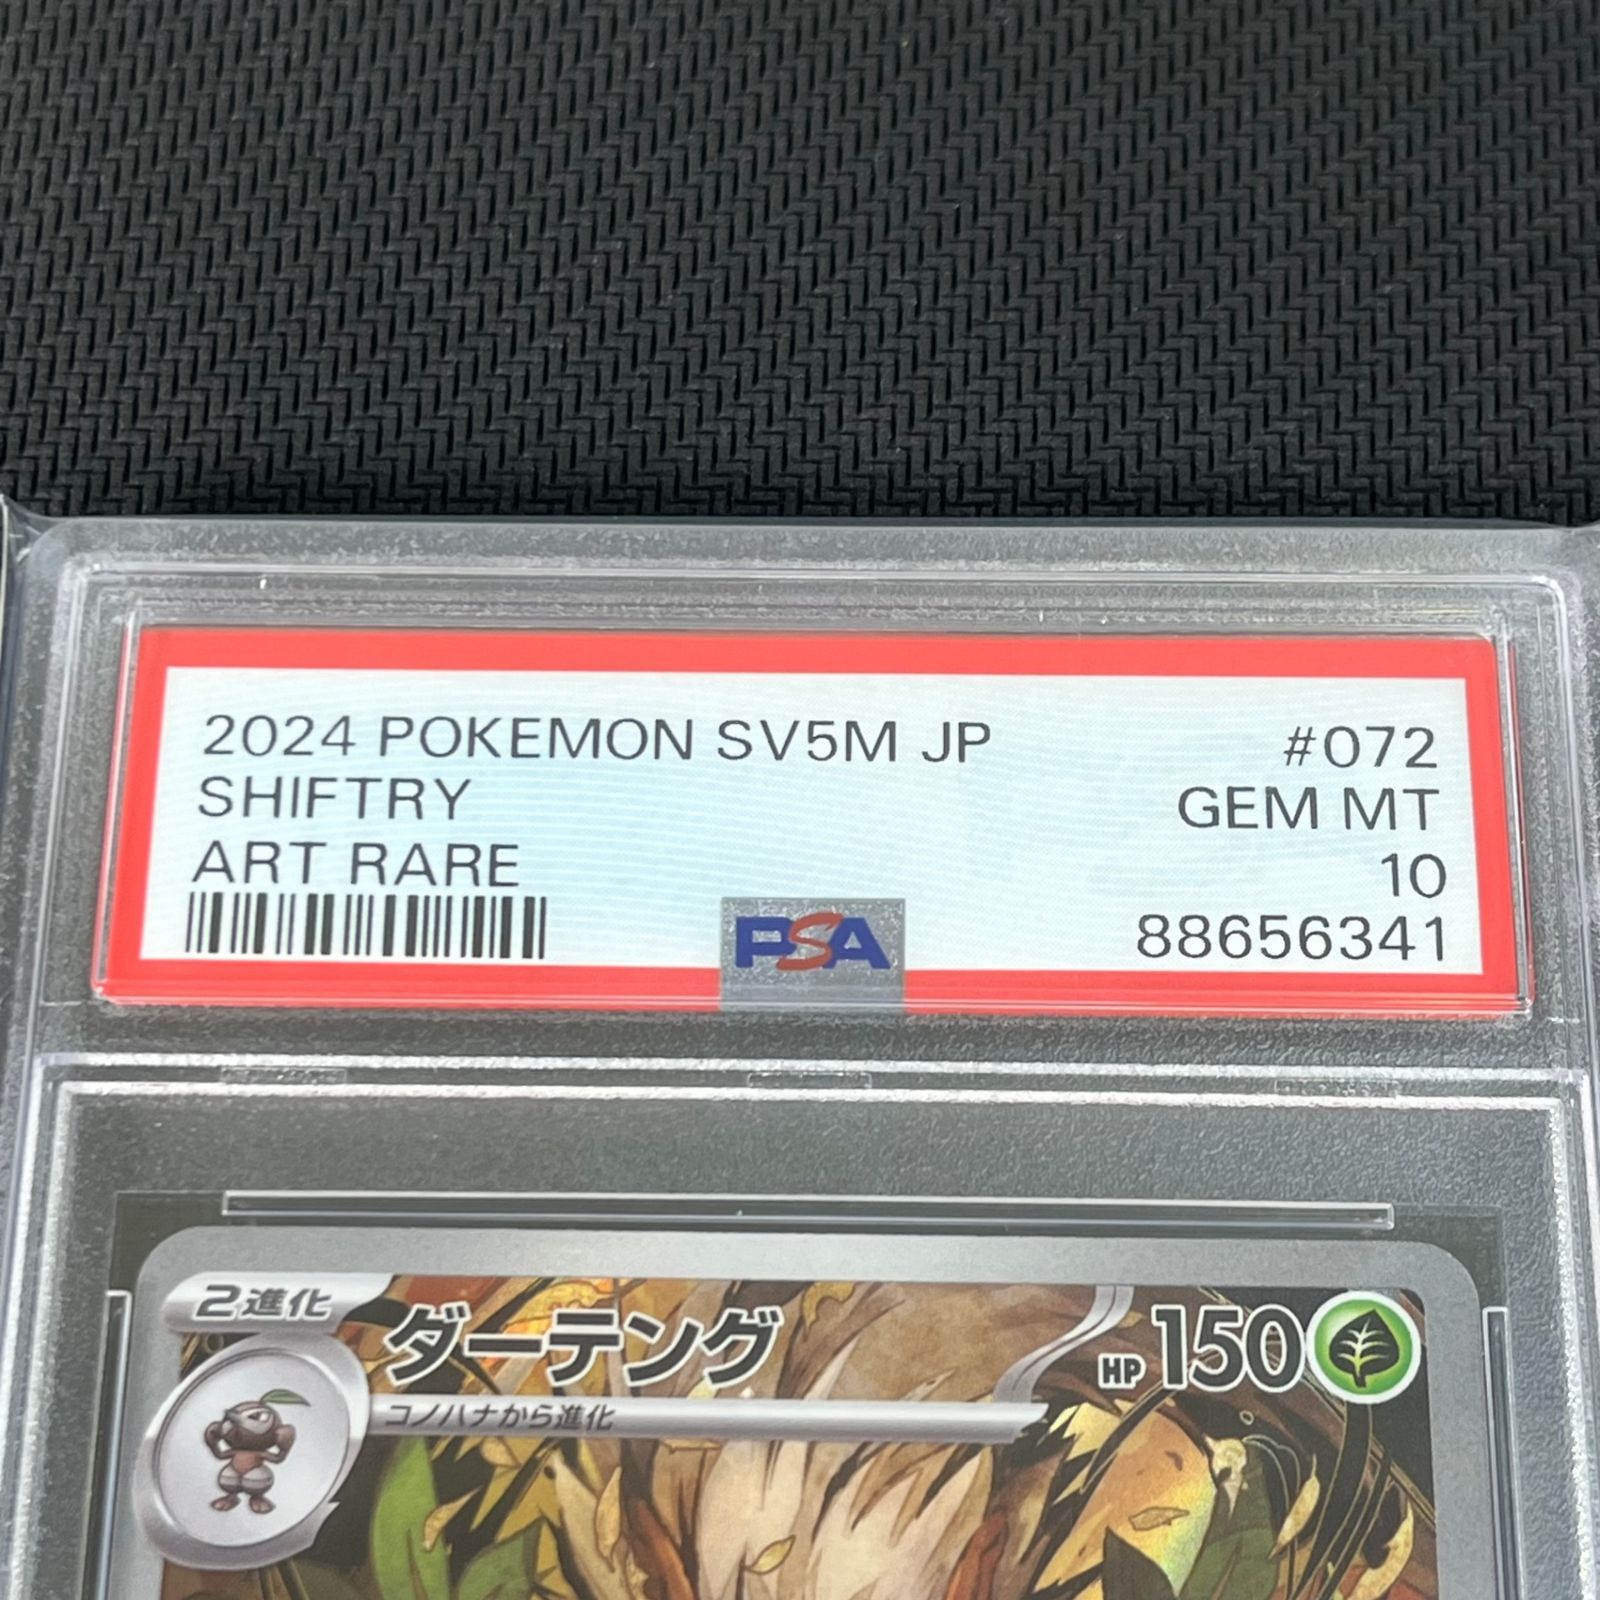 2024 POKEMON SV5M JP #072
SHIFTRY GEM MT
ART RARE 10
PSA 88656341
2進化 ダーテング HP 150
コノハナから進化